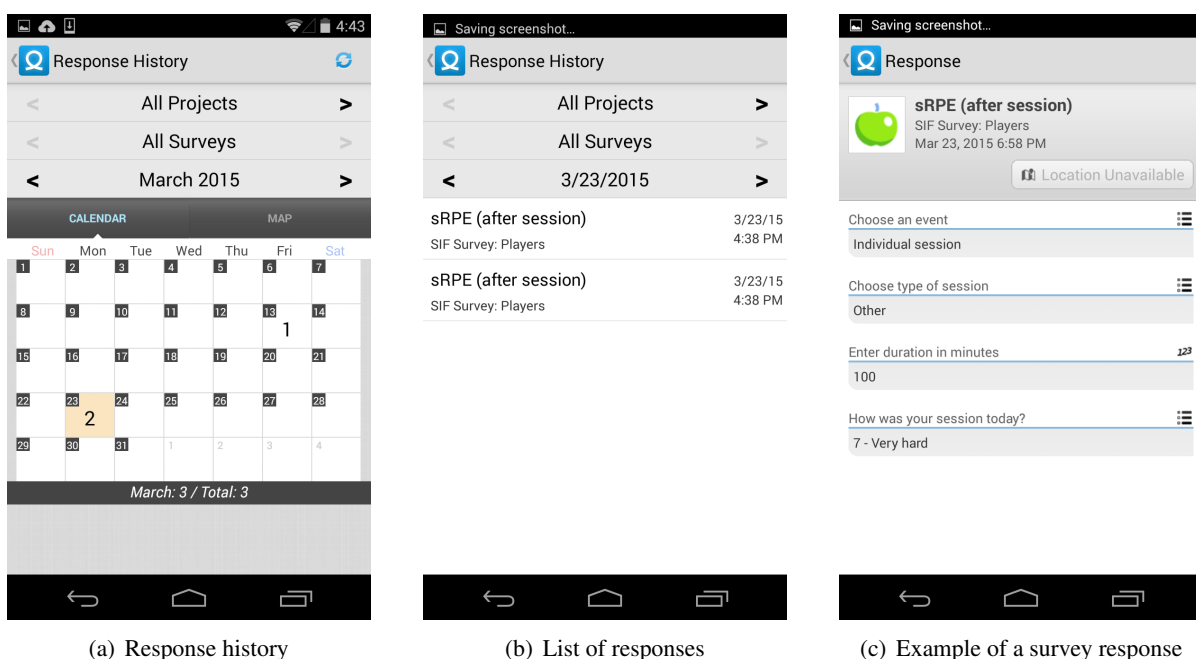 4:43
Response History
< All Projects >
< All Surveys >
< March 2015 >
CALENDAR MAP
Sun Mon Tue Wed Thu Fri Sat
1 2 3 4 5 6 7
8 9 10 11 12 13 14
1
15 16 17 18 19 20 21
22 23 24 25 26 27 28
2
29 30 31 1 2 3 4
March: 3 / Total: 3
(a) Response history
Saving screenshot...
Response History
< All Projects >
< All Surveys >
< 3/23/2015 >
sRPE (after session) 3/23/15
SIF Survey: Players 4:38 PM
sRPE (after session) 3/23/15
SIF Survey: Players 4:38 PM
(b) List of responses
Saving screenshot...
Response
sRPE (after session)
SIF Survey: Players
Mar 23, 2015 6:58 PM
Location Unavailable
Choose an event
Individual session
Choose type of session
Other
Enter duration in minutes 123
100
How was your session today?
7 - Very hard
(c) Example of a survey response